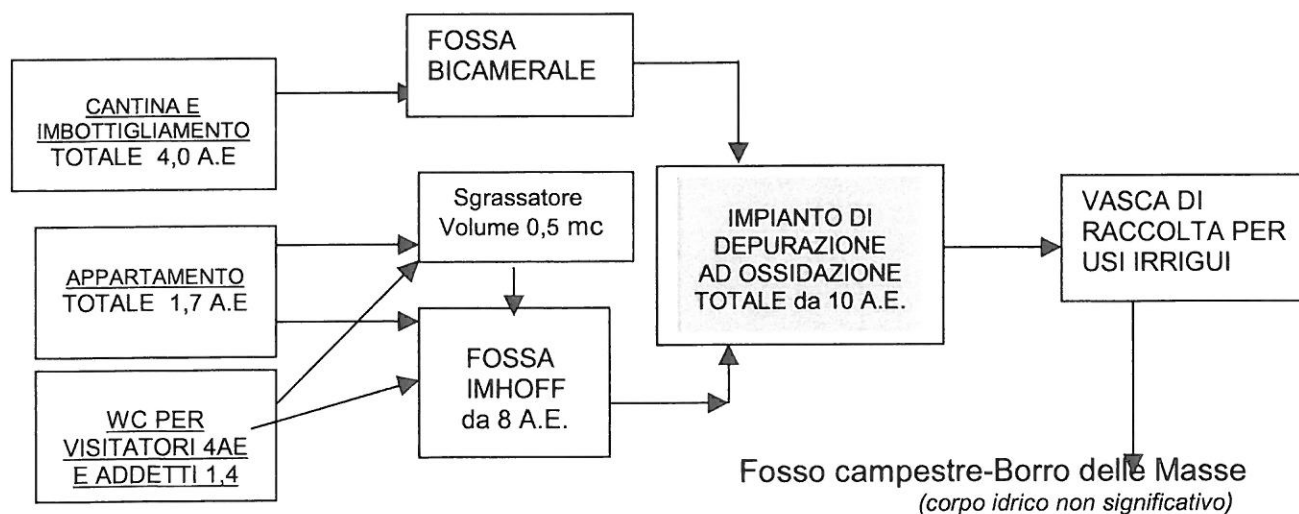 FOSSA
BICAMERALE
CANTINA E
IMBOTTIGLIAMENTO
TOTALE 4,0 A.E
Sgrassatore
Volume 0,5 mc
APPARTAMENTO
TOTALE 1,7 A.E
FOSSA
IMHOFF
da 8 A.E.
WC PER
VISITATORI 4AE
E ADDETTI 1,4
IMPIANTO DI
DEPURAZIONE
AD OSSIDAZIONE
TOTALE da 10 A.E.
VASCA DI
RACCOLTA PER
USI IRRIGUI
Fosso campestre-Borro delle Masse
(corpo idrico non significativo)